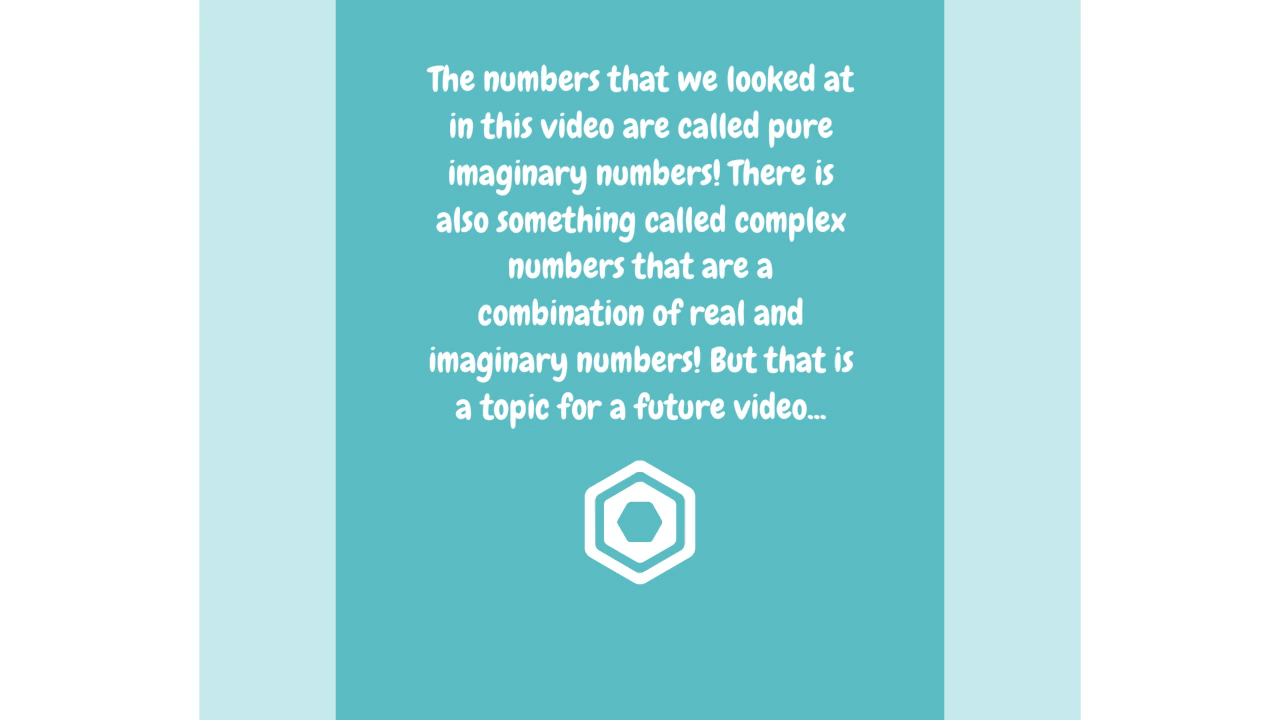 The numbers that we looked at
in this video are called pure
imaginary numbers! There is
also something called complex
numbers that are a
combination of real and
imaginary numbers! But that is
a topic for a future video...